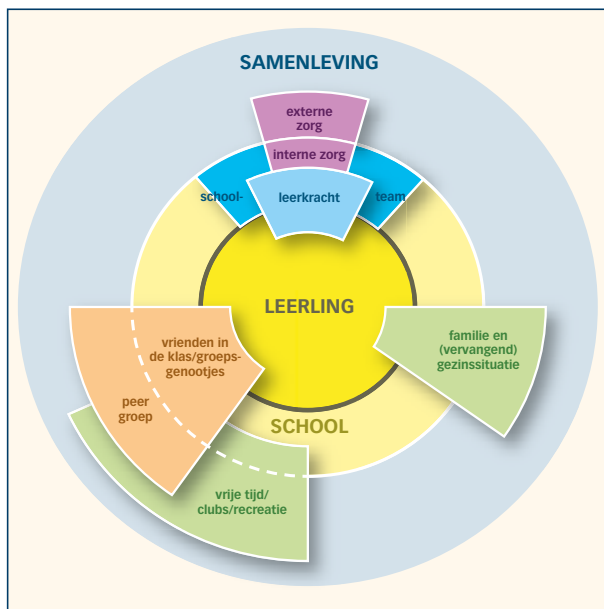 SAMENLEVING
externe
zorg
interne zorg
school-
leerkracht
team
LEERLING
vrienden in
de klas/groeps-
genootjes
familie en
(vervangend)
gezinssituatie
peer
groep
SCHOOL
vrije tijd/
clubs/recreatie